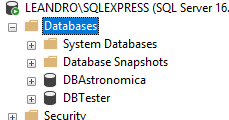 LEANDRO\SQLEXPRESS (SQL Server 16.
Databases
System Databases
Database Snapshots
DBAstronomica
DBTester
Security